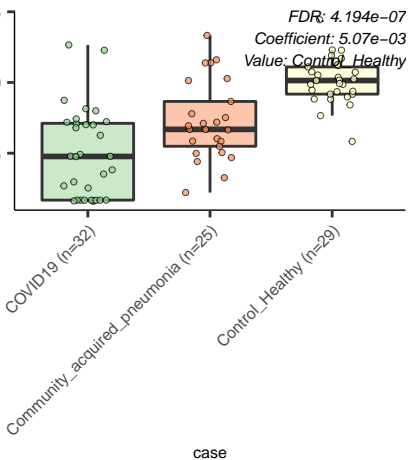 FDR: 4.194e−07
Coefficient: 5.07e−03
Value: Control_Healthy
COVID19 (n=32)
Community_acquired_pneumonia (n=25)
Control_Healthy (n=29)
case